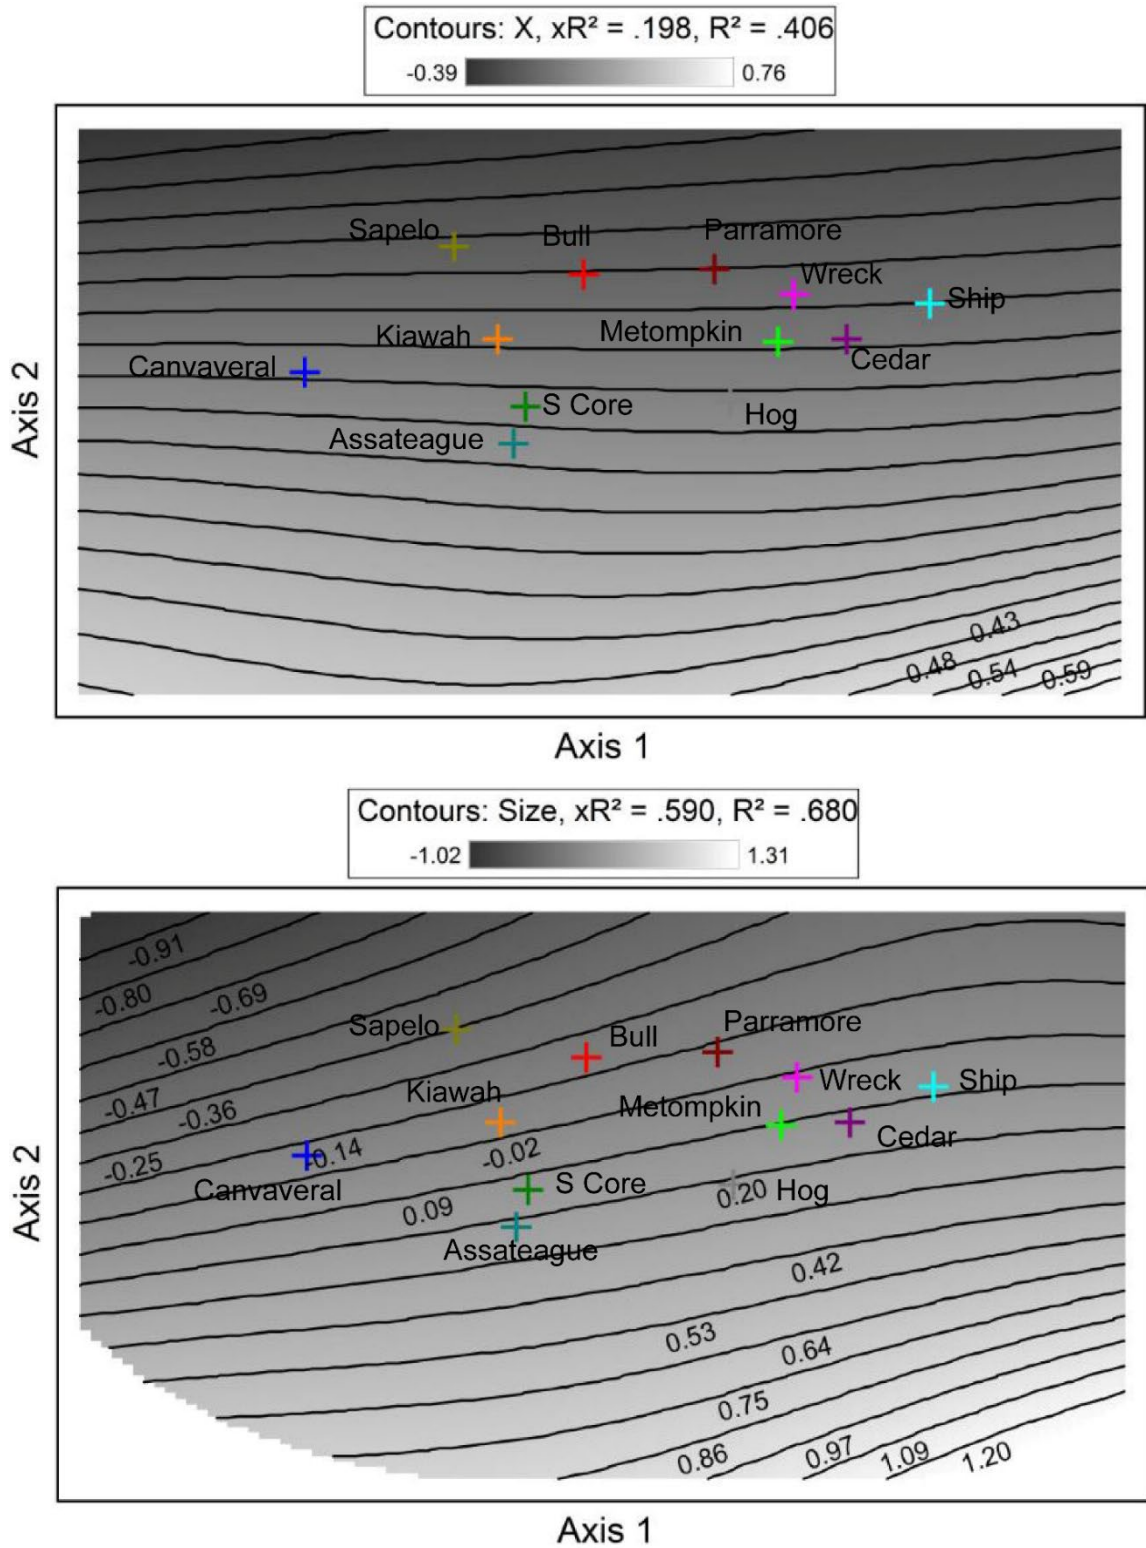 Contours: X, xR² = .198, R² = .406
-0.39 0.76
Sapelo Bull Parramore
Wreck
Ship
Kiawah Metompkin
Canvaveral Cedar
S Core Hog
Assateague
0.43
0.48 0.54 0.59
Axis 2
Axis 1
Contours: Size, xR² = .590, R² = .680
-1.02 1.31
-0.91
-0.80 -0.69
Sapelo Bull Parramore
-0.58
Kiawah Wreck Ship
-0.47 -0.36 Metompkin
Cedar
-0.25 -0.14 -0.02
Canvaveral S Core 0.20 Hog
0.09
Assateague
0.42
0.53
0.64
0.75
0.86 0.97 1.09 1.20
Axis 2
Axis 1